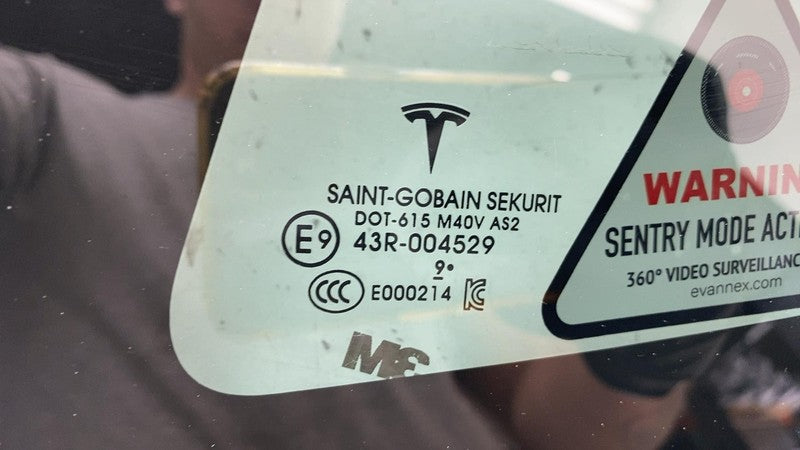 SAINT-GOBAIN SEKURIT
DOT-615 M40V AS2
E9 43R-004529
9•
CCC E000214 KC
3M
WARNIN
SENTRY MODE ACT
360° VIDEO SURVEILLANC
evannex.com